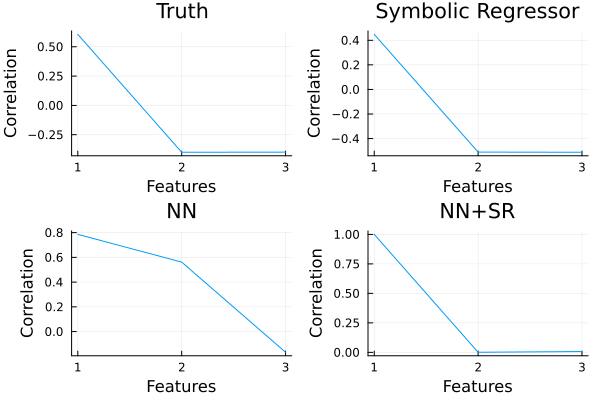 Truth
Correlation
0.50
0.25
0.00
−0.25
1
2
3
Features
Symbolic Regressor
Correlation
0.4
0.2
0.0
−0.2
−0.4
1
2
3
Features
NN
Correlation
0.8
0.6
0.4
0.2
0.0
1
2
3
Features
NN+SR
Correlation
1.00
0.75
0.50
0.25
0.00
1
2
3
Features